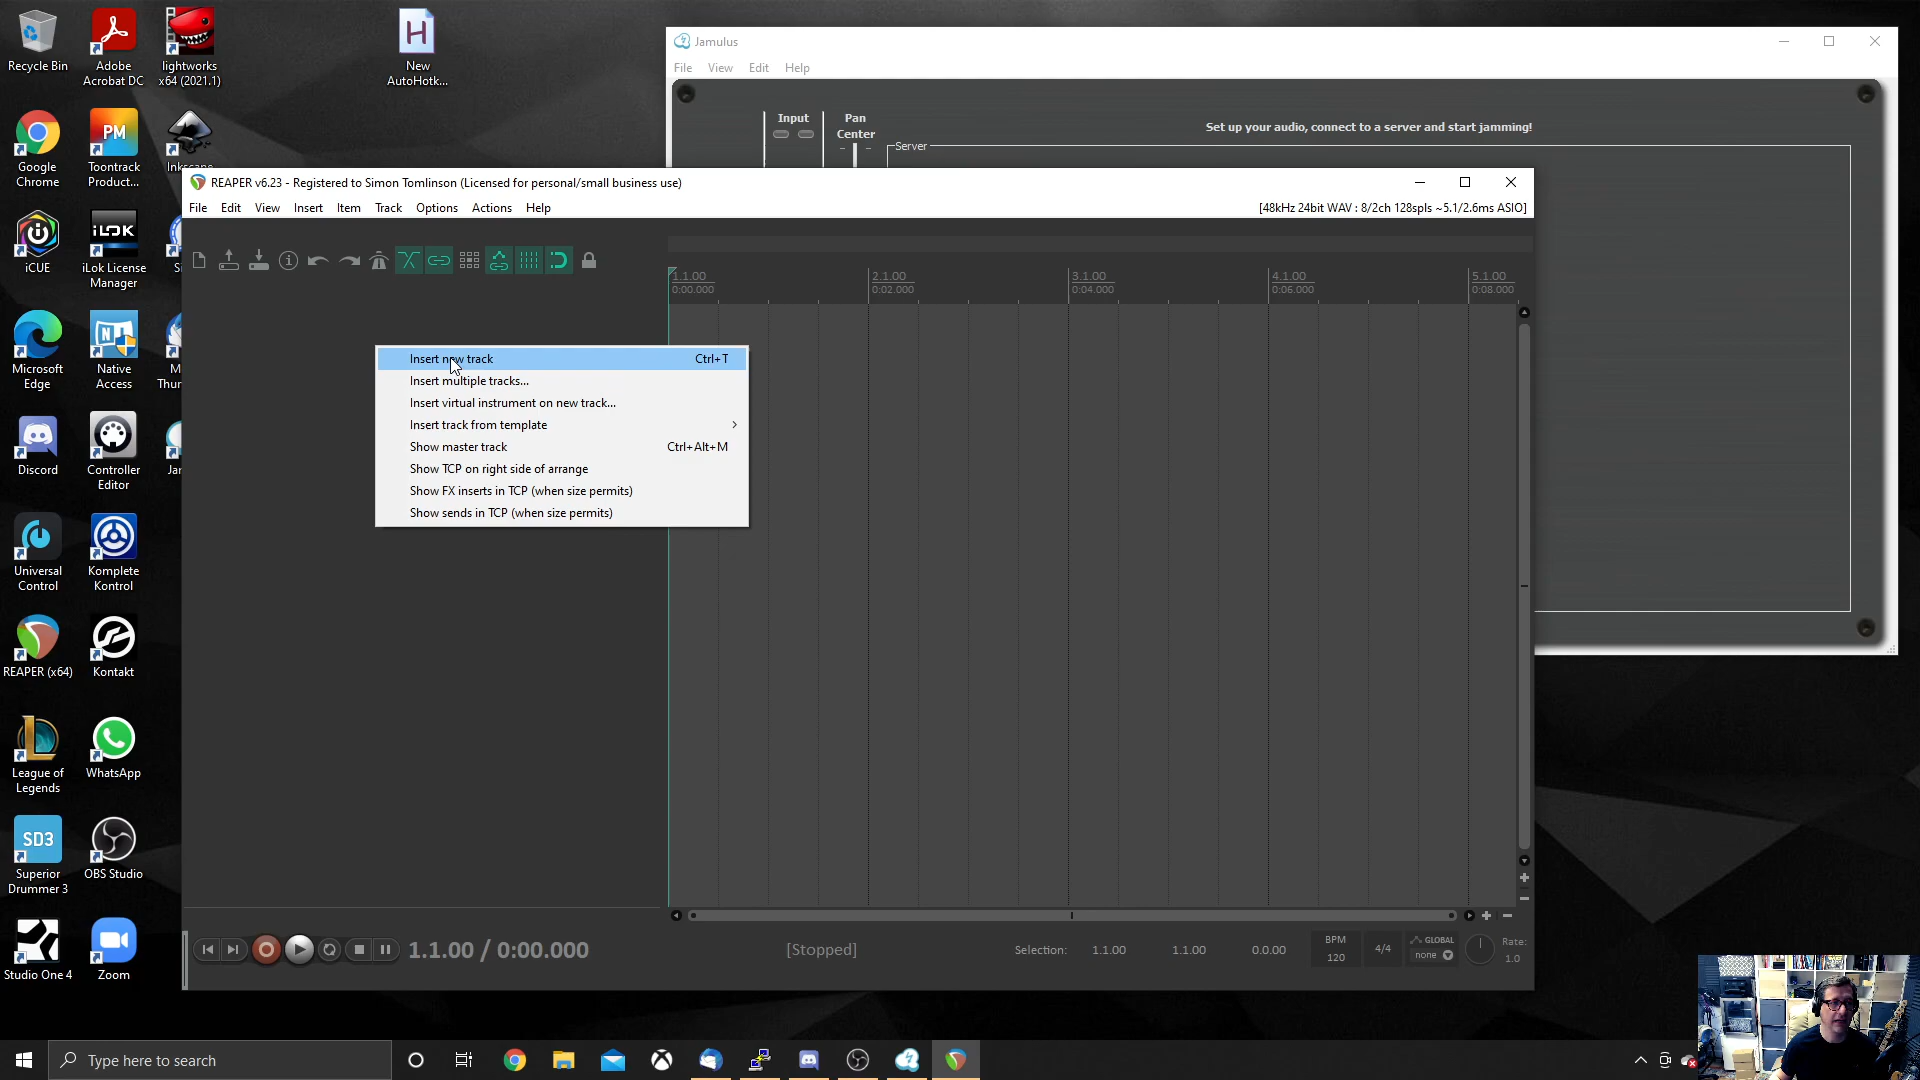 Recycle Bin
Adobe
Acrobat DC
lightworks
x64 (2021.1)
H
New
AutoHotk...
Google
Chrome
PM
Toontrack
Product...
Inkscape
iCUE
iLOK
iLok License
Manager
Microsoft
Edge
Native
Access
M
Thun
Discord
Controller
Editor
Jar
Universal
Control
Komplete
Kontrol
REAPER (x64)
Kontakt
League of
Legends
WhatsApp
SD3
Superior
Drummer 3
OBS Studio
Studio One 4
Zoom
Jamulus
File View Edit Help
Input
Pan
Center
Set up your audio, connect to a server and start jamming!
Server
REAPER v6.23 - Registered to Simon Tomlinson (Licensed for personal/small business use)
File Edit View Insert Item Track Options Actions Help
[48kHz 24bit WAV : 8/2ch 128spls ~5.1/2.6ms ASIO]
1.1.00 2.1.00 3.1.00 4.1.00 5.1.00
0:00.000 0:02.000 0:04.000 0:06.000 0:08.000
Insert new track Ctrl+T
Insert multiple tracks...
Insert virtual instrument on new track...
Insert track from template
Show master track Ctrl+Alt+M
Show TCP on right side of arrange
Show FX inserts in TCP (when size permits)
Show sends in TCP (when size permits)
1.1.00 / 0:00.000
[Stopped]
Selection: 1.1.00 1.1.00 0.0.00
BPM
120
4/4
GLOBAL
none
Rate:
1.0
Type here to search